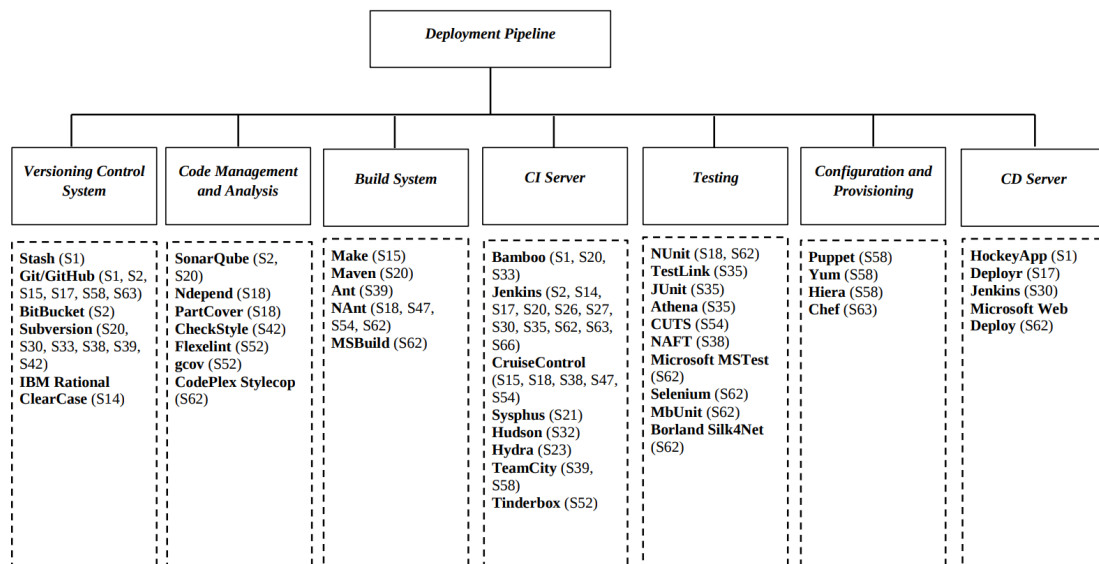 Deployment Pipeline
Versioning Control
System
Code Management
and Analysis
Build System
CI Server
Testing
Configuration and
Provisioning
CD Server
Stash (S1)
Git/GitHub (S1, S2,
S15, S17, S58, S63)
BitBucket (S2)
Subversion (S20,
S30, S33, S38, S39,
S42)
IBM Rational
ClearCase (S14)
SonarQube (S2,
S20)
Ndepend (S18)
PartCover (S18)
CheckStyle (S42)
Flexelint (S52)
gcov (S52)
CodePlex Stylecop
(S62)
Make (S15)
Maven (S20)
Ant (S39)
NAnt (S18, S47,
S54, S62)
MSBuild (S62)
Bamboo (S1, S20,
S33)
Jenkins (S2, S14,
S17, S20, S26, S27,
S30, S35, S62, S63,
S66)
CruiseControl
(S15, S18, S38, S47,
S54)
Sysphus (S21)
Hudson (S32)
Hydra (S23)
TeamCity (S39,
S58)
Tinderbox (S52)
NUnit (S18, S62)
TestLink (S35)
JUnit (S35)
Athena (S35)
CUTS (S54)
NAFT (S38)
Microsoft MSTest
(S62)
Selenium (S62)
MbUnit (S62)
Borland Silk4Net
(S62)
Puppet (S58)
Yum (S58)
Hiera (S58)
Chef (S63)
HockeyApp (S1)
Deployr (S17)
Jenkins (S30)
Microsoft Web
Deploy (S62)